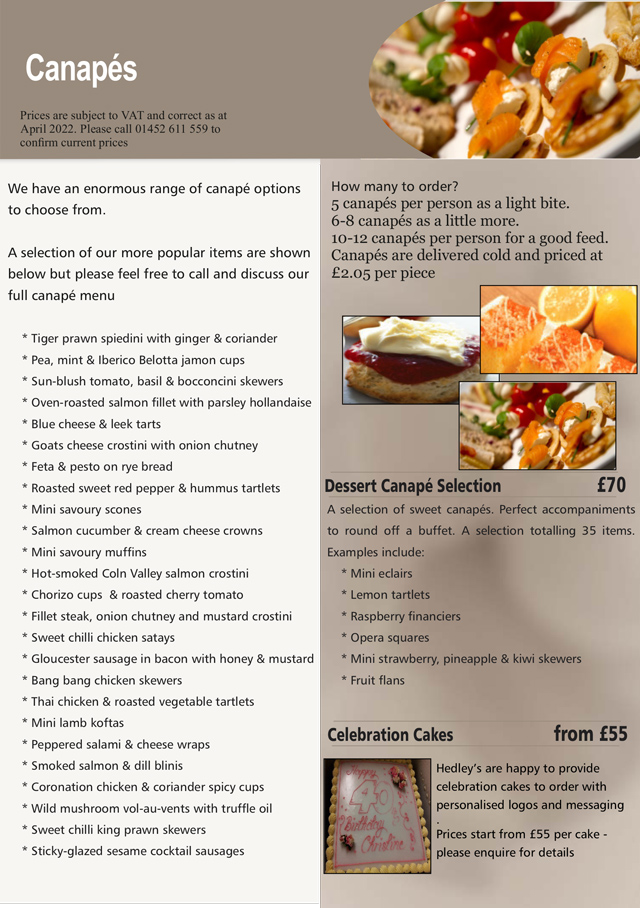 Canapés
Prices are subject to VAT and correct as at
April 2022. Please call 01452 611 559 to
confirm current prices
We have an enormous range of canapé options
to choose from.
A selection of our more popular items are shown
below but please feel free to call and discuss our
full canapé menu
* Tiger prawn spiedini with ginger & coriander
* Pea, mint & Iberico Belotta jamon cups
* Sun-blush tomato, basil & bocconcini skewers
* Oven-roasted salmon fillet with parsley hollandaise
* Blue cheese & leek tarts
* Goats cheese crostini with onion chutney
* Feta & pesto on rye bread
* Roasted sweet red pepper & hummus tartlets
* Mini savoury scones
* Salmon cucumber & cream cheese crowns
* Mini savoury muffins
* Hot-smoked Coln Valley salmon crostini
* Chorizo cups & roasted cherry tomato
* Fillet steak, onion chutney and mustard crostini
* Sweet chilli chicken satays
* Gloucester sausage in bacon with honey & mustard
* Bang bang chicken skewers
* Thai chicken & roasted vegetable tartlets
* Mini lamb koftas
* Peppered salami & cheese wraps
* Smoked salmon & dill blinis
* Coronation chicken & coriander spicy cups
* Wild mushroom vol-au-vents with truffle oil
* Sweet chilli king prawn skewers
* Sticky-glazed sesame cocktail sausages
How many to order?
5 canapés per person as a light bite.
6-8 canapés as a little more.
10-12 canapés per person for a good feed.
Canapés are delivered cold and priced at
£2.05 per piece
Dessert Canapé Selection £70
A selection of sweet canapés. Perfect accompaniments
to round off a buffet. A selection totalling 35 items.
Examples include:
* Mini eclairs
* Lemon tartlets
* Raspberry financiers
* Opera squares
* Mini strawberry, pineapple & kiwi skewers
* Fruit flans
Celebration Cakes from £55
Happy
40
birthday
Christine
Hedley’s are happy to provide
celebration cakes to order with
personalised logos and messaging
.
Prices start from £55 per cake -
please enquire for details